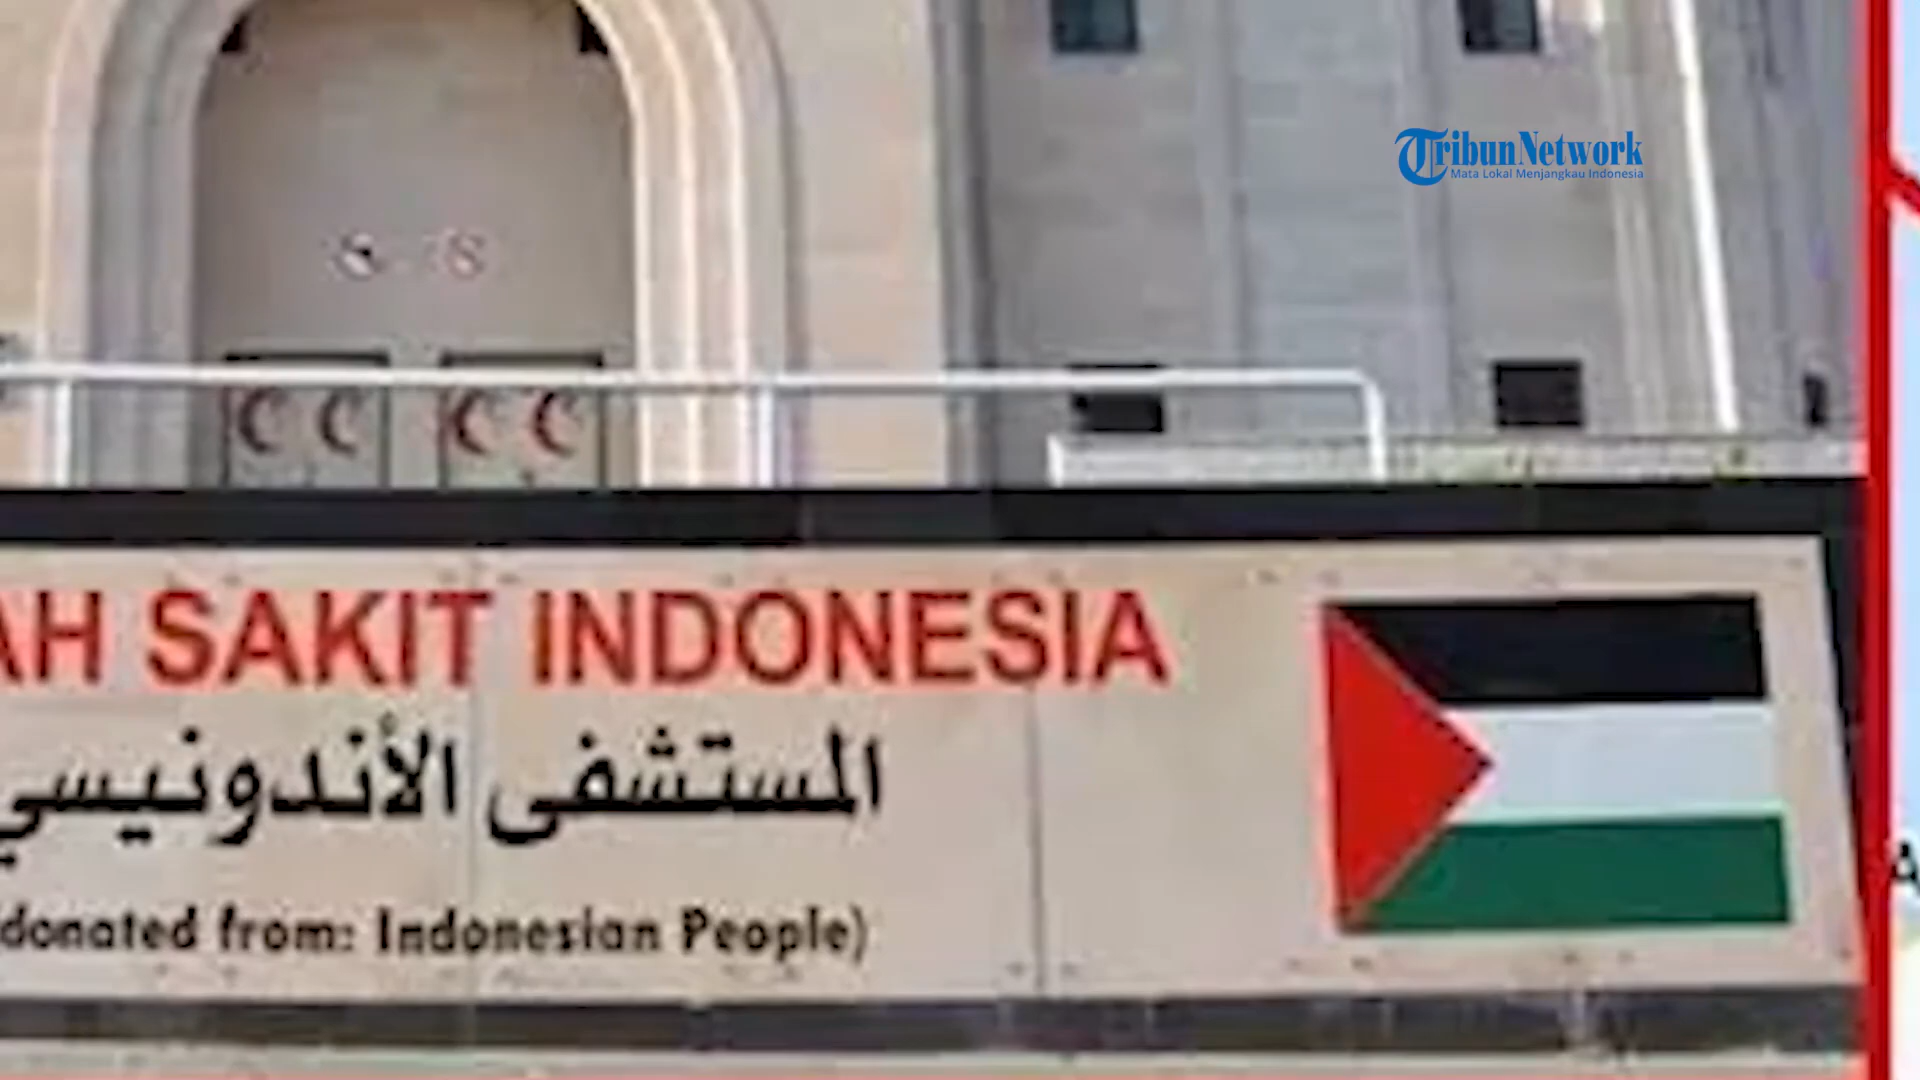 TribunNetwork
Mata Lokal Menjangkau Indonesia
AH SAKIT INDONESIA
المستشفى الأندونيسي
(donated from: Indonesian People)
A